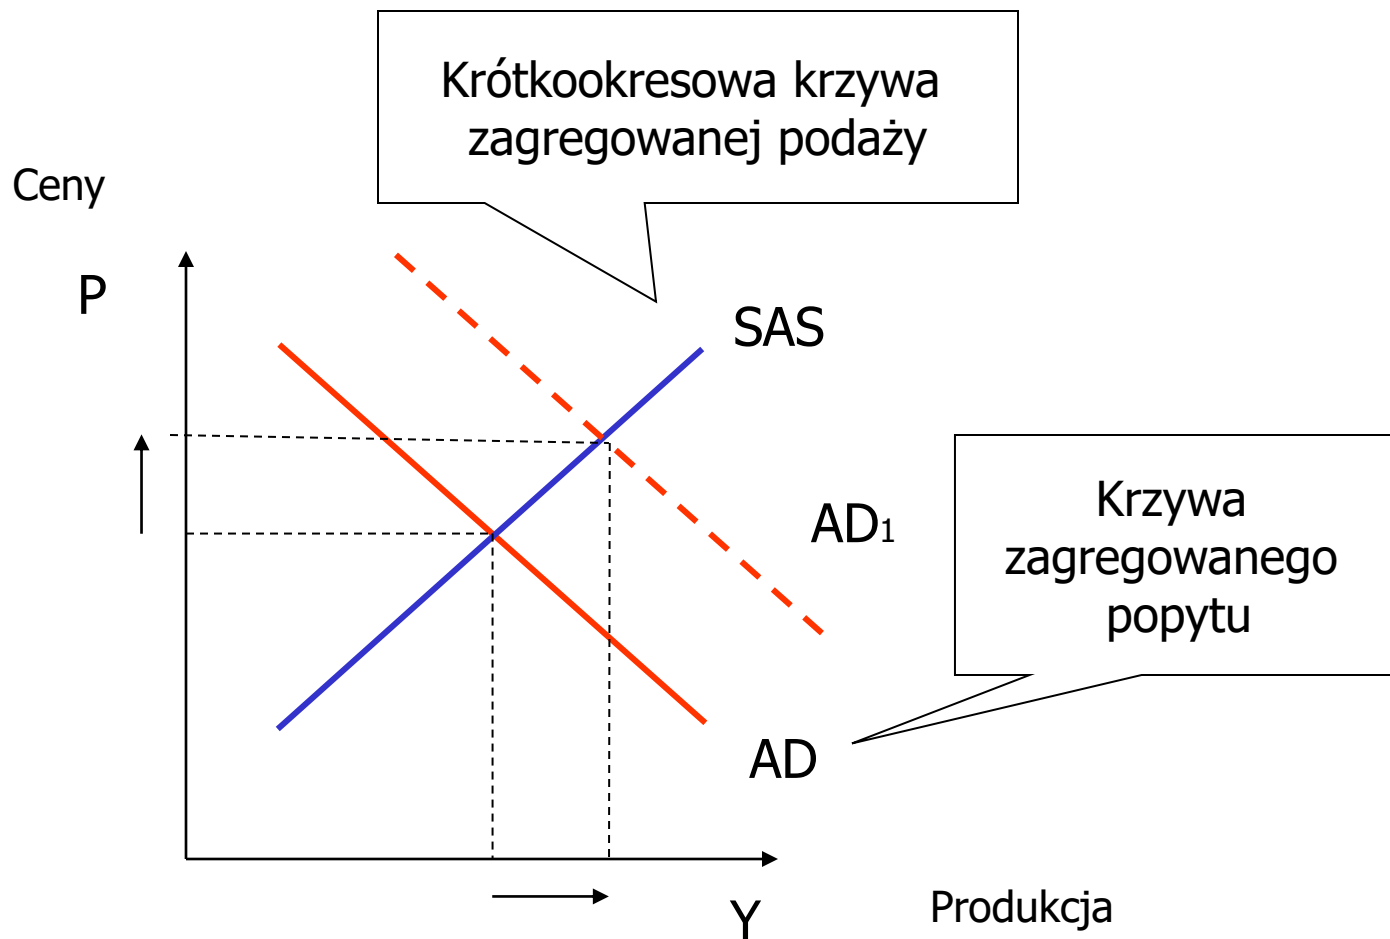 Krótkookresowa krzywa
zagregowanej podaży
Ceny
P
SAS
AD1
Krzywa
zagregowanego
popytu
AD
Y
Produkcja